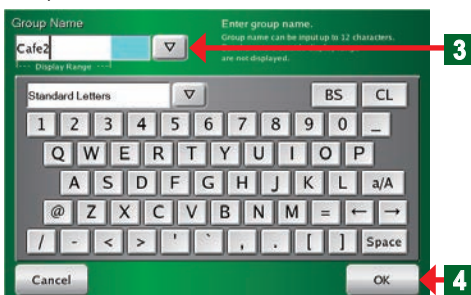 Group Name
Enter group name.
Group name can be input up to 12 characters.
are not displayed.
Cafe2
Display Range
3
Standard Letters
BS CL
1 2 3 4 5 6 7 8 9 0 _
Q W E R T Y U I O P
A S D F G H J K L a/A
@ Z X C V B N M = ← →
/ - < > ' ` , . [ ] Space
Cancel
OK
4